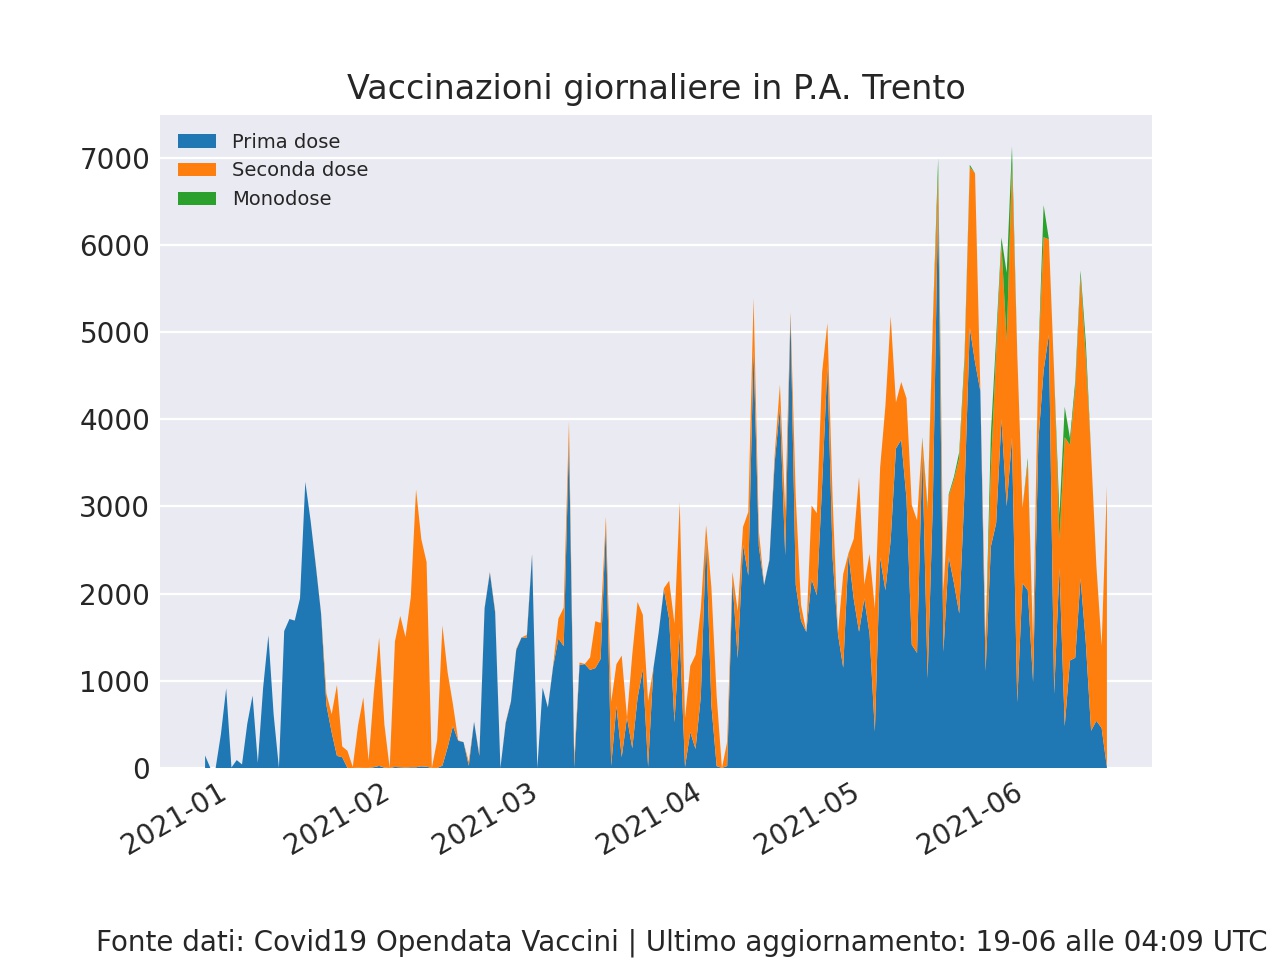 Vaccinazioni giornaliere in P.A. Trento
Prima dose
Seconda dose
Monodose
7000
6000
5000
4000
3000
2000
1000
0
2021-01
2021-02
2021-03
2021-04
2021-05
2021-06
Fonte dati: Covid19 Opendata Vaccini | Ultimo aggiornamento: 19-06 alle 04:09 UTC